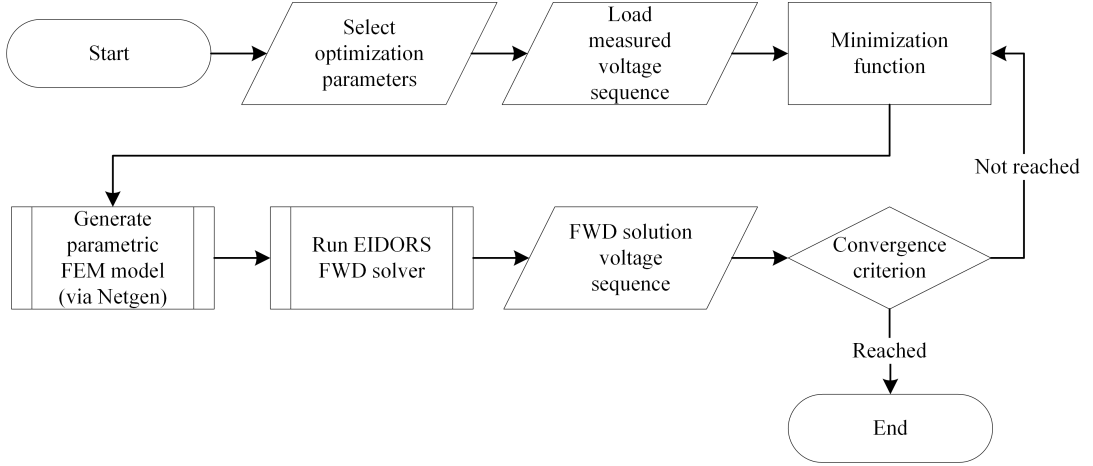 Start
Select
optimization
parameters
Load
measured
voltage
sequence
Minimization
function
Not reached
Generate
parametric
FEM model
(via Netgen)
Run EIDORS
FWD solver
FWD solution
voltage
sequence
Convergence
criterion
Reached
End